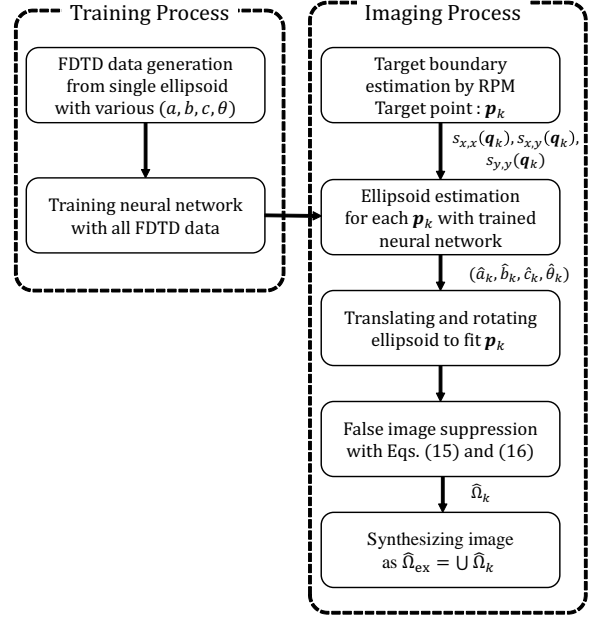 Training Process
FDTD data generation
from single ellipsoid
with various (a, b, c, θ)
Training neural network
with all FDTD data
Imaging Process
Target boundary
estimation by RPM
Target point : p_k
s_{x,x}(q_k), s_{x,y}(q_k),
s_{y,y}(q_k)
Ellipsoid estimation
for each p_k with trained
neural network
(â_k, b̂_k, ĉ_k, θ̂_k)
Translating and rotating
ellipsoid to fit p_k
False image suppression
with Eqs. (15) and (16)
Ω̂_k
Synthesizing image
as Ω̂_ex = ∪ Ω̂_k